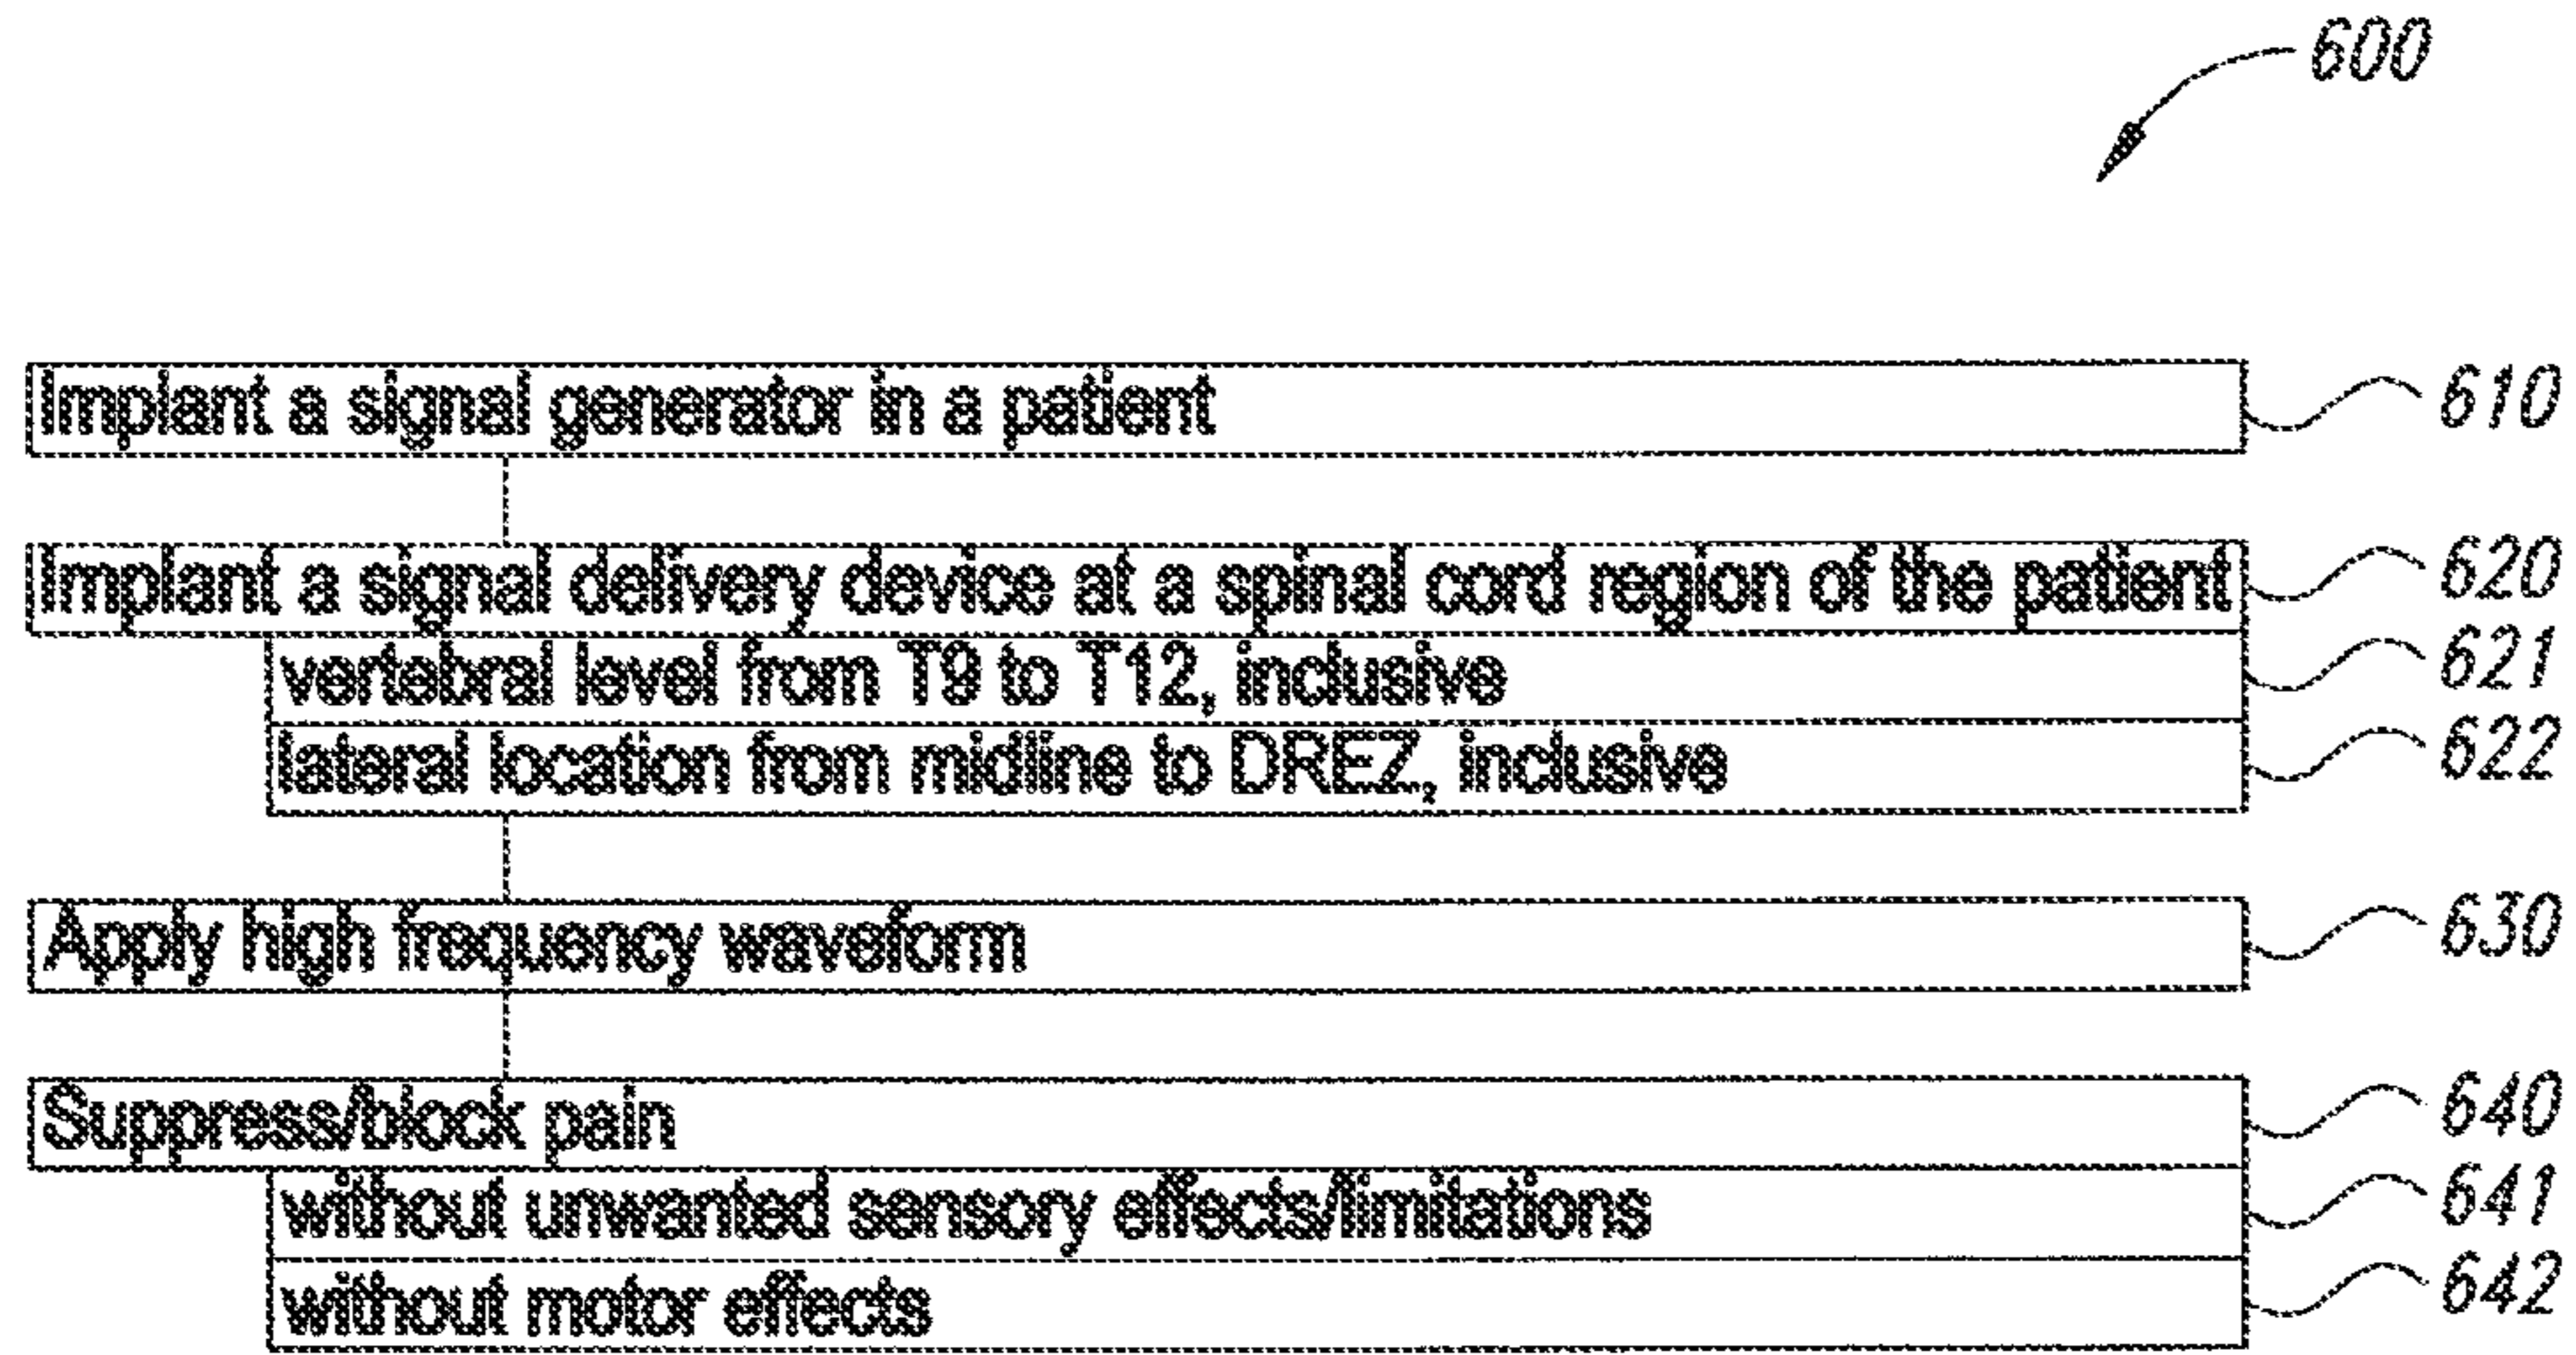 600
Implant a signal generator in a patient 610
Implant a signal delivery device at a spinal cord region of the patient 620
vertebral level from T9 to T12, inclusive 621
lateral location from midline to DREZ, inclusive 622
Apply high frequency waveform 630
Suppress/block pain 640
without unwanted sensory effects/limitations 641
without motor effects 642